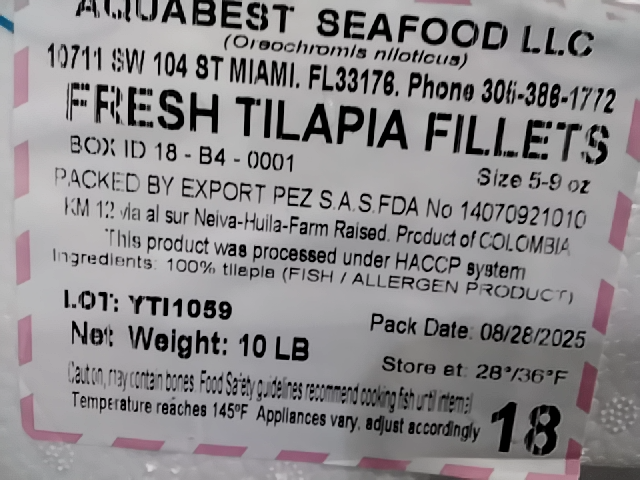 AQUABEST SEAFOOD LLC
(Oreochromis niloticus)
10711 SW 104 ST MIAMI. FL33176. Phone 305-388-1772
FRESH TILAPIA FILLETS
BOX ID 18 - B4 - 0001
Size 5-9 oz
PACKED BY EXPORT PEZ S.A.S.FDA No 14070921010
KM 12 via al sur Neiva-Huila-Farm Raised. Product of COLOMBIA
This product was processed under HACCP system
Ingredients: 100% tilapia (FISH / ALLERGEN PRODUCT)
LOT: YTI1059
Pack Date: 08/28/2025
Net Weight: 10 LB
Store at: 28°/36°F
Caution, may contain bones. Food Safety guidelines recommend cooking fish until internal
Temperature reaches 145ºF Appliances vary, adjust accordingly
18